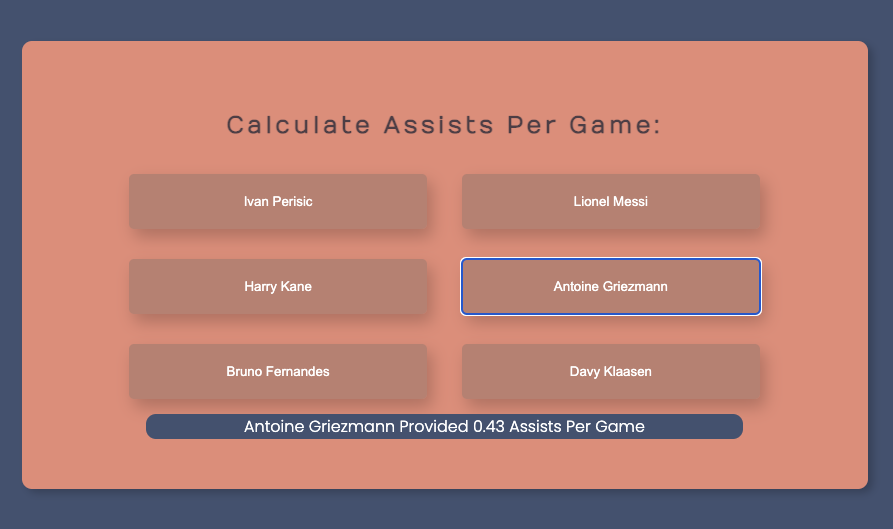 Calculate Assists Per Game:
Ivan Perisic
Lionel Messi
Harry Kane
Antoine Griezmann
Bruno Fernandes
Davy Klaasen
Antoine Griezmann Provided 0.43 Assists Per Game